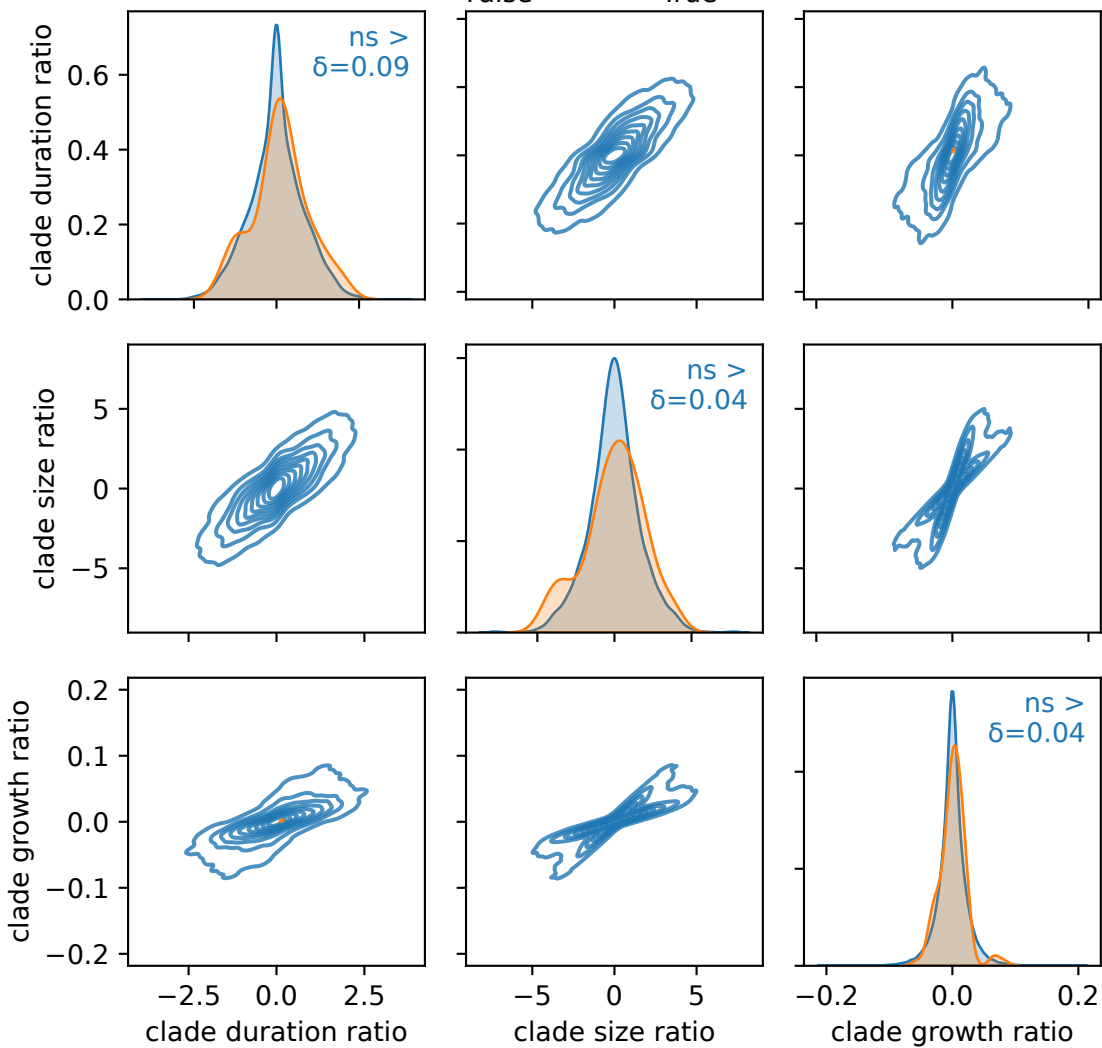 clade duration ratio
0.6
0.4
0.2
0.0
ns >
δ=0.09
clade size ratio
5
0
−5
ns >
δ=0.04
clade growth ratio
0.2
0.1
0.0
−0.1
−0.2
ns >
δ=0.04
−2.5 0.0 2.5
−5 0 5
−0.2 0.0 0.2
clade duration ratio
clade size ratio
clade growth ratio